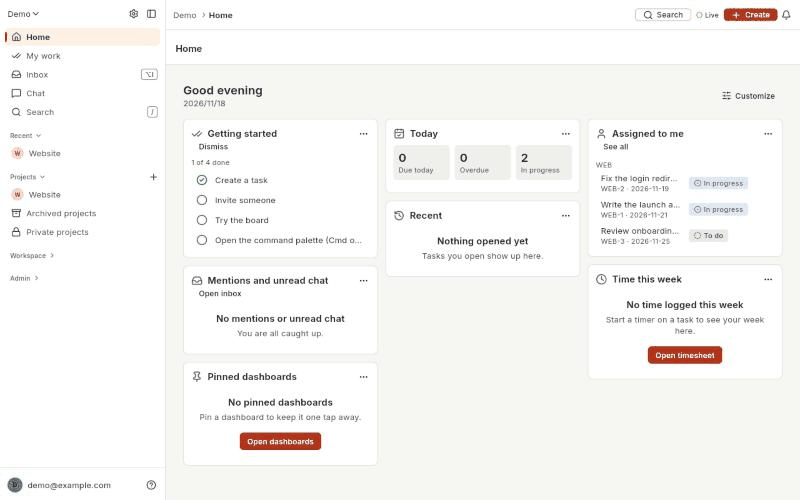 Demo
Home
My work
Inbox
⌥I
Chat
Search
/
Recent
W Website
Projects
W Website
Archived projects
Private projects
Workspace
Admin
demo@example.com
Demo > Home
Search
Live
+ Create
Home
Good evening
2026/11/18
Customize
Getting started
Dismiss
1 of 4 done
Create a task
Invite someone
Try the board
Open the command palette (Cmd o...
Mentions and unread chat
Open inbox
No mentions or unread chat
You are all caught up.
Pinned dashboards
No pinned dashboards
Pin a dashboard to keep it one tap away.
Open dashboards
Today
0
Due today
0
Overdue
2
In progress
Recent
Nothing opened yet
Tasks you open show up here.
Assigned to me
See all
WEB
Fix the login redir...
WEB-2 · 2026-11-19
In progress
Write the launch a...
WEB-1 · 2026-11-21
In progress
Review onboardin...
WEB-3 · 2026-11-25
To do
Time this week
No time logged this week
Start a timer on a task to see your week
here.
Open timesheet